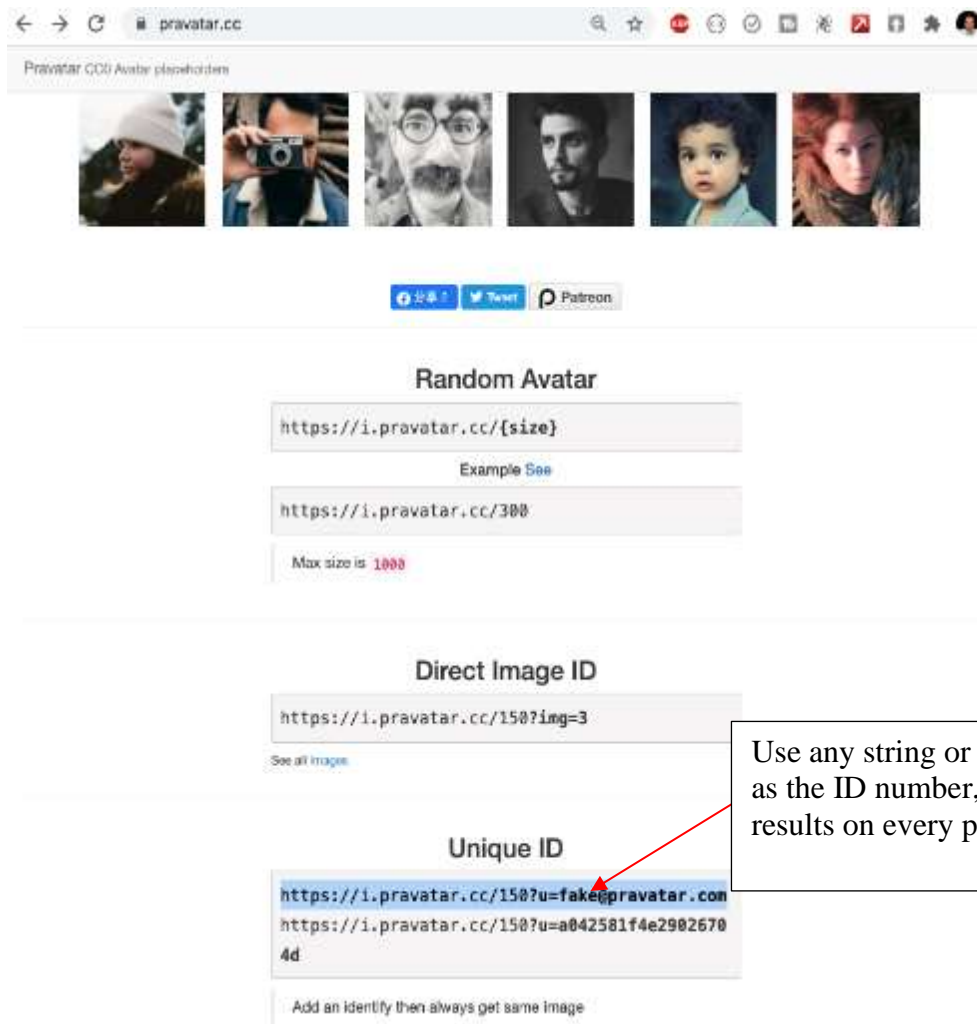 pravatar.cc
Pravatar CC0 Avatar placeholders
分享
Tweet
Patreon
Random Avatar
https://i.pravatar.cc/{size}
Example See
https://i.pravatar.cc/300
Max size is 1000
Direct Image ID
https://i.pravatar.cc/150?img=3
See all images
Use any string or
as the ID number,
results on every p
Unique ID
https://i.pravatar.cc/150?u=fake@pravatar.com
https://i.pravatar.cc/150?u=a042581f4e2902670
4d
Add an identify then always get same image